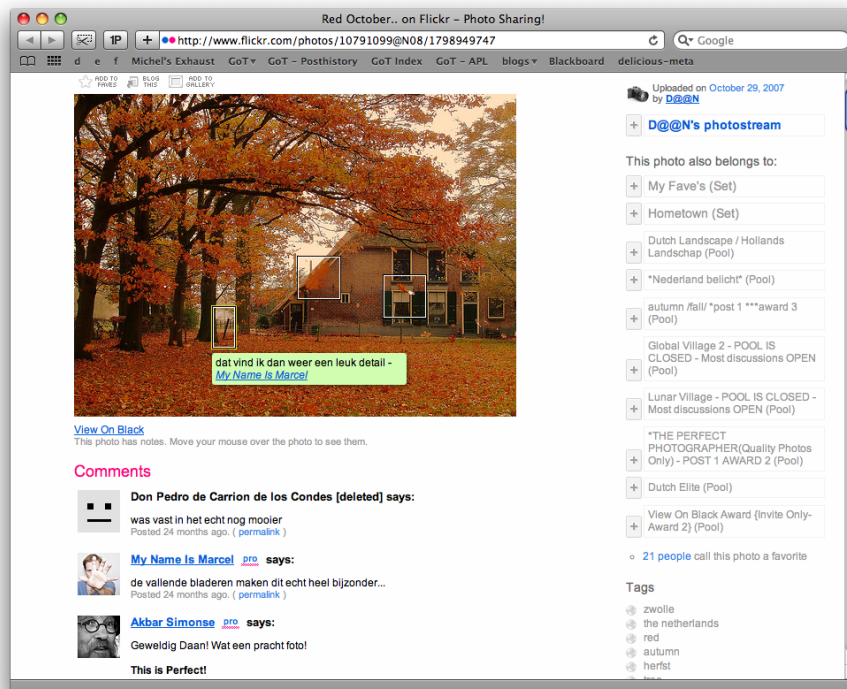 Red October.. on Flickr - Photo Sharing!
1P
+
http://www.flickr.com/photos/10791099@N08/1798949747
Google
d e f Michel's Exhaust GoT GoT - Posthistory GoT Index GoT - APL blogs Blackboard delicious-meta
ADD TO FAVES
BLOG THIS
ADD TO GALLERY
dat vind ik dan weer een leuk detail -
My Name Is Marcel
View On Black
This photo has notes. Move your mouse over the photo to see them.
Comments
Don Pedro de Carrion de los Condes [deleted] says:
was vast in het echt nog mooier
Posted 24 months ago. ( permalink )
My Name Is Marcel pro says:
de vallende bladeren maken dit echt heel bijzonder...
Posted 24 months ago. ( permalink )
Akbar Simonse pro says:
Geweldig Daan! Wat een pracht foto!
This is Perfect!
Uploaded on October 29, 2007
by D@@N
+ D@@N's photostream
This photo also belongs to:
+ My Fave's (Set)
+ Hometown (Set)
Dutch Landscape / Hollands
+ Landschap (Pool)
+ *Nederland belicht* (Pool)
autumn /fall/ *post 1 ***award 3
+ (Pool)
Global Village 2 - POOL IS
CLOSED - Most discussions OPEN
+ (Pool)
Lunar Village - POOL IS CLOSED -
+ Most discussions OPEN (Pool)
*THE PERFECT
PHOTOGRAPHER(Quality Photos
+ Only) - POST 1 AWARD 2 (Pool)
+ Dutch Elite (Pool)
View On Black Award {Invite Only-
+ Award 2} (Pool)
21 people call this photo a favorite
Tags
zwolle
the netherlands
red
autumn
herfst